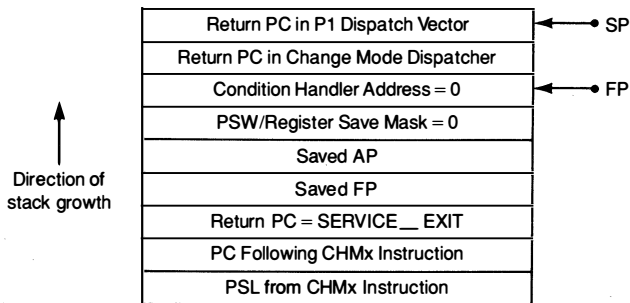 Return PC in P1 Dispatch Vector
SP
Return PC in Change Mode Dispatcher
Condition Handler Address = 0
FP
PSW/Register Save Mask = 0
Saved AP
Direction of
stack growth
Saved FP
Return PC = SERVICE__ EXIT
PC Following CHMx Instruction
PSL from CHMx Instruction